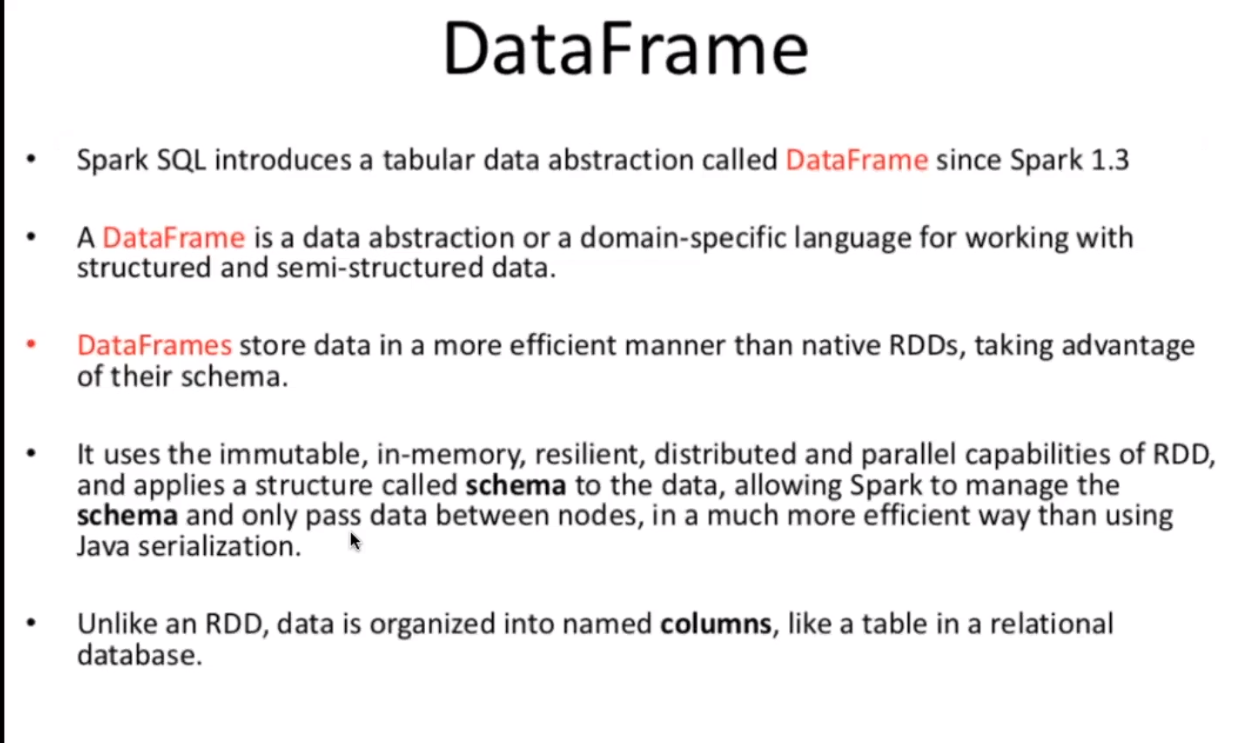 DataFrame
• Spark SQL introduces a tabular data abstraction called DataFrame since Spark 1.3
• A DataFrame is a data abstraction or a domain-specific language for working with
structured and semi-structured data.
• DataFrames store data in a more efficient manner than native RDDs, taking advantage
of their schema.
• It uses the immutable, in-memory, resilient, distributed and parallel capabilities of RDD,
and applies a structure called schema to the data, allowing Spark to manage the
schema and only pass data between nodes, in a much more efficient way than using
Java serialization.
• Unlike an RDD, data is organized into named columns, like a table in a relational
database.